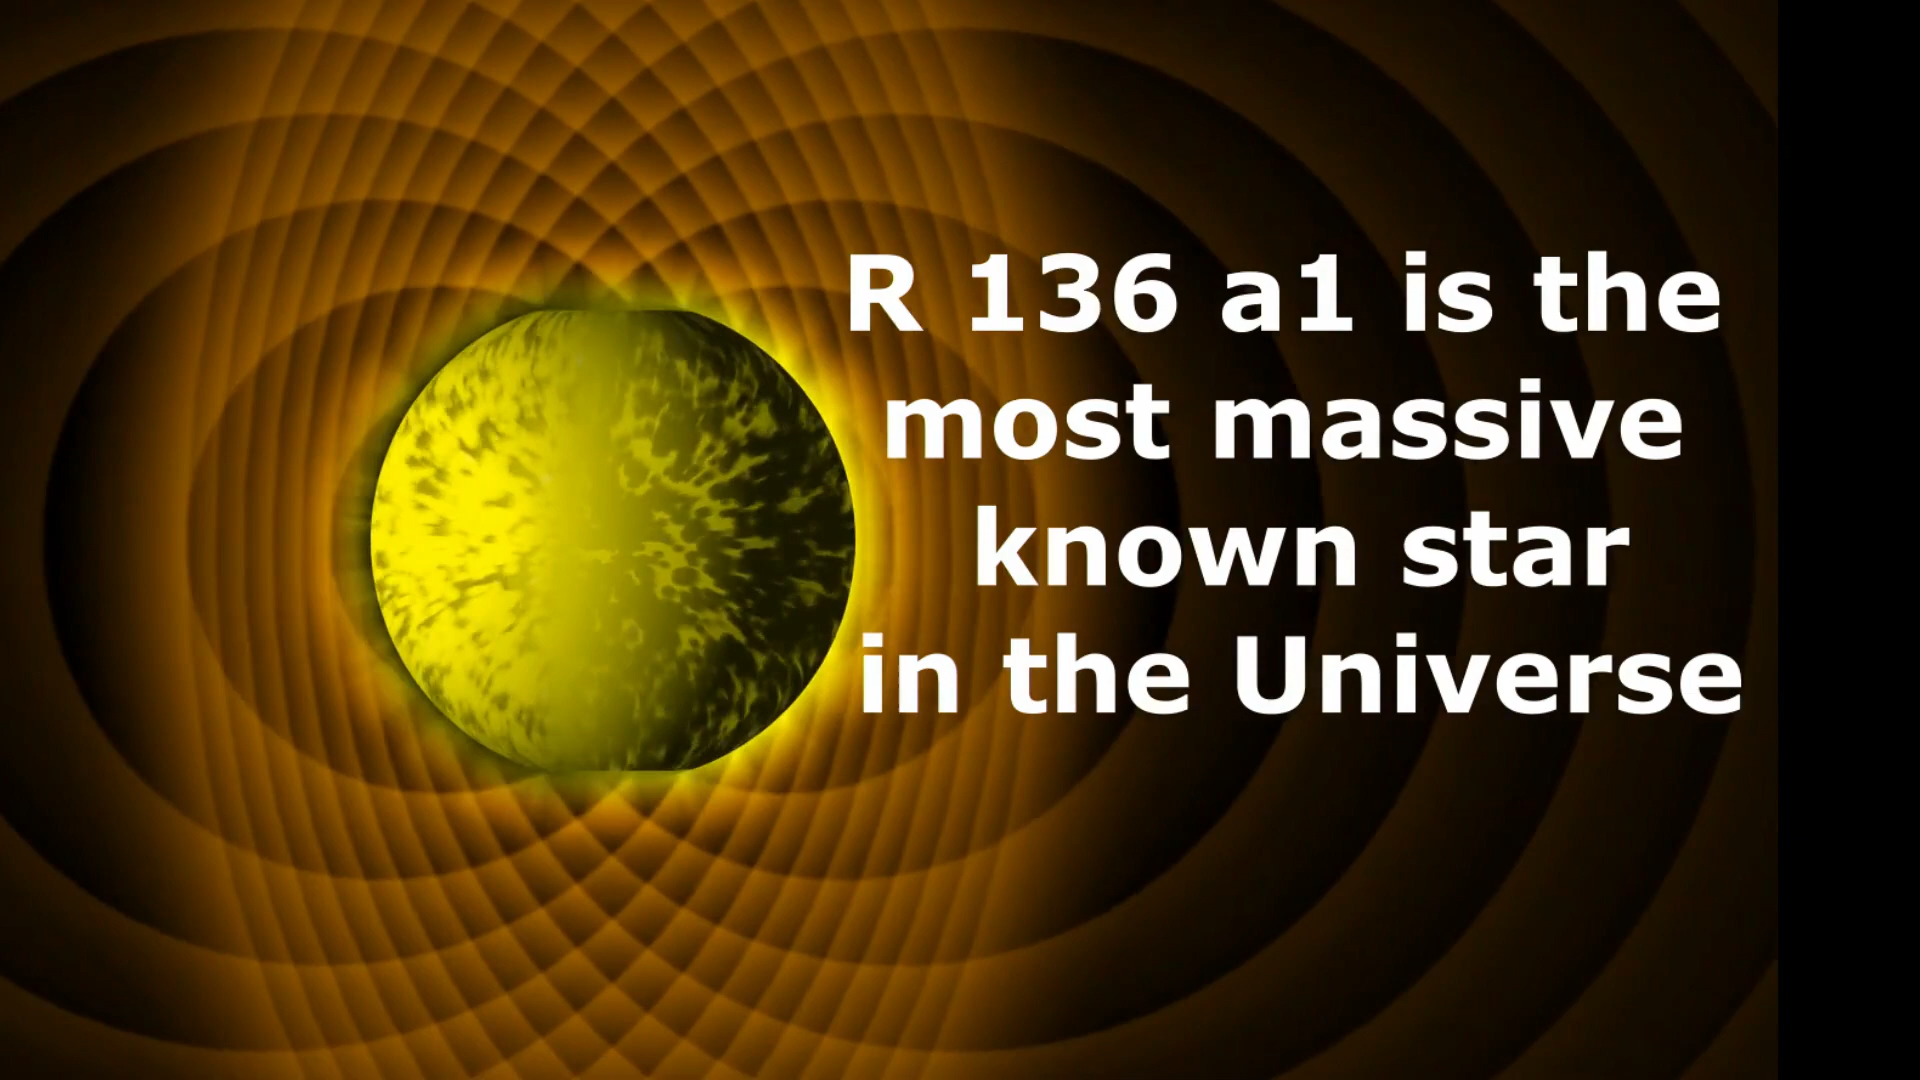 R 136 a1 is the
most massive
known star
in the Universe